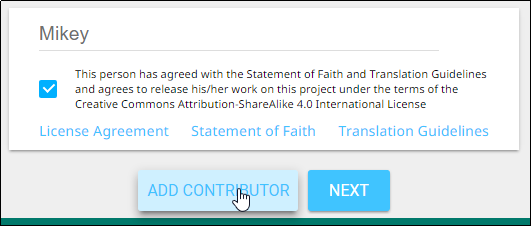 Mikey
This person has agreed with the Statement of Faith and Translation Guidelines
and agrees to release his/her work on this project under the terms of the
Creative Commons Attribution-ShareAlike 4.0 International License
License Agreement Statement of Faith Translation Guidelines
ADD CONTRIBUTOR NEXT